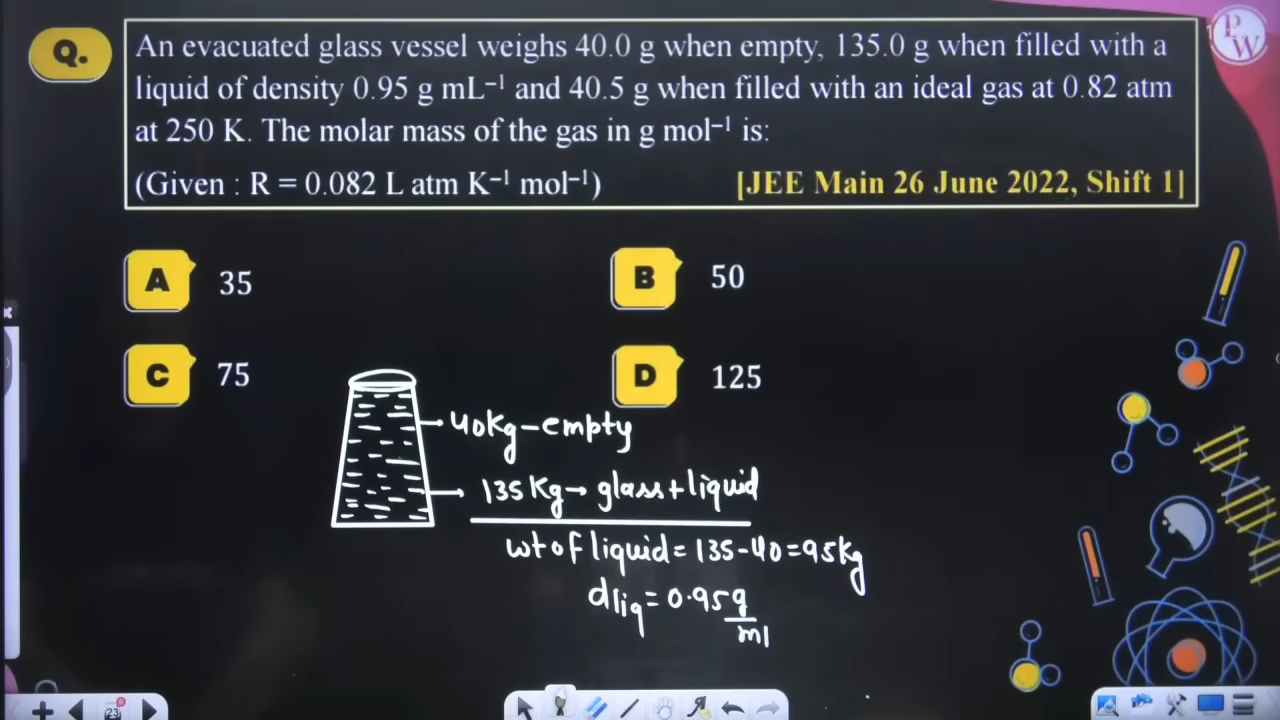 Q.
An evacuated glass vessel weighs 40.0 g when empty, 135.0 g when filled with a
liquid of density 0.95 g mL⁻¹ and 40.5 g when filled with an ideal gas at 0.82 atm
at 250 K. The molar mass of the gas in g mol⁻¹ is:
(Given : R = 0.082 L atm K⁻¹ mol⁻¹) [JEE Main 26 June 2022, Shift 1]
PW
A 35
B 50
C 75
D 125
40Kg-empty
135Kg→ glass+liquid
wt of liquid = 135-40=95kg
dliq = 0.95g
ml
23